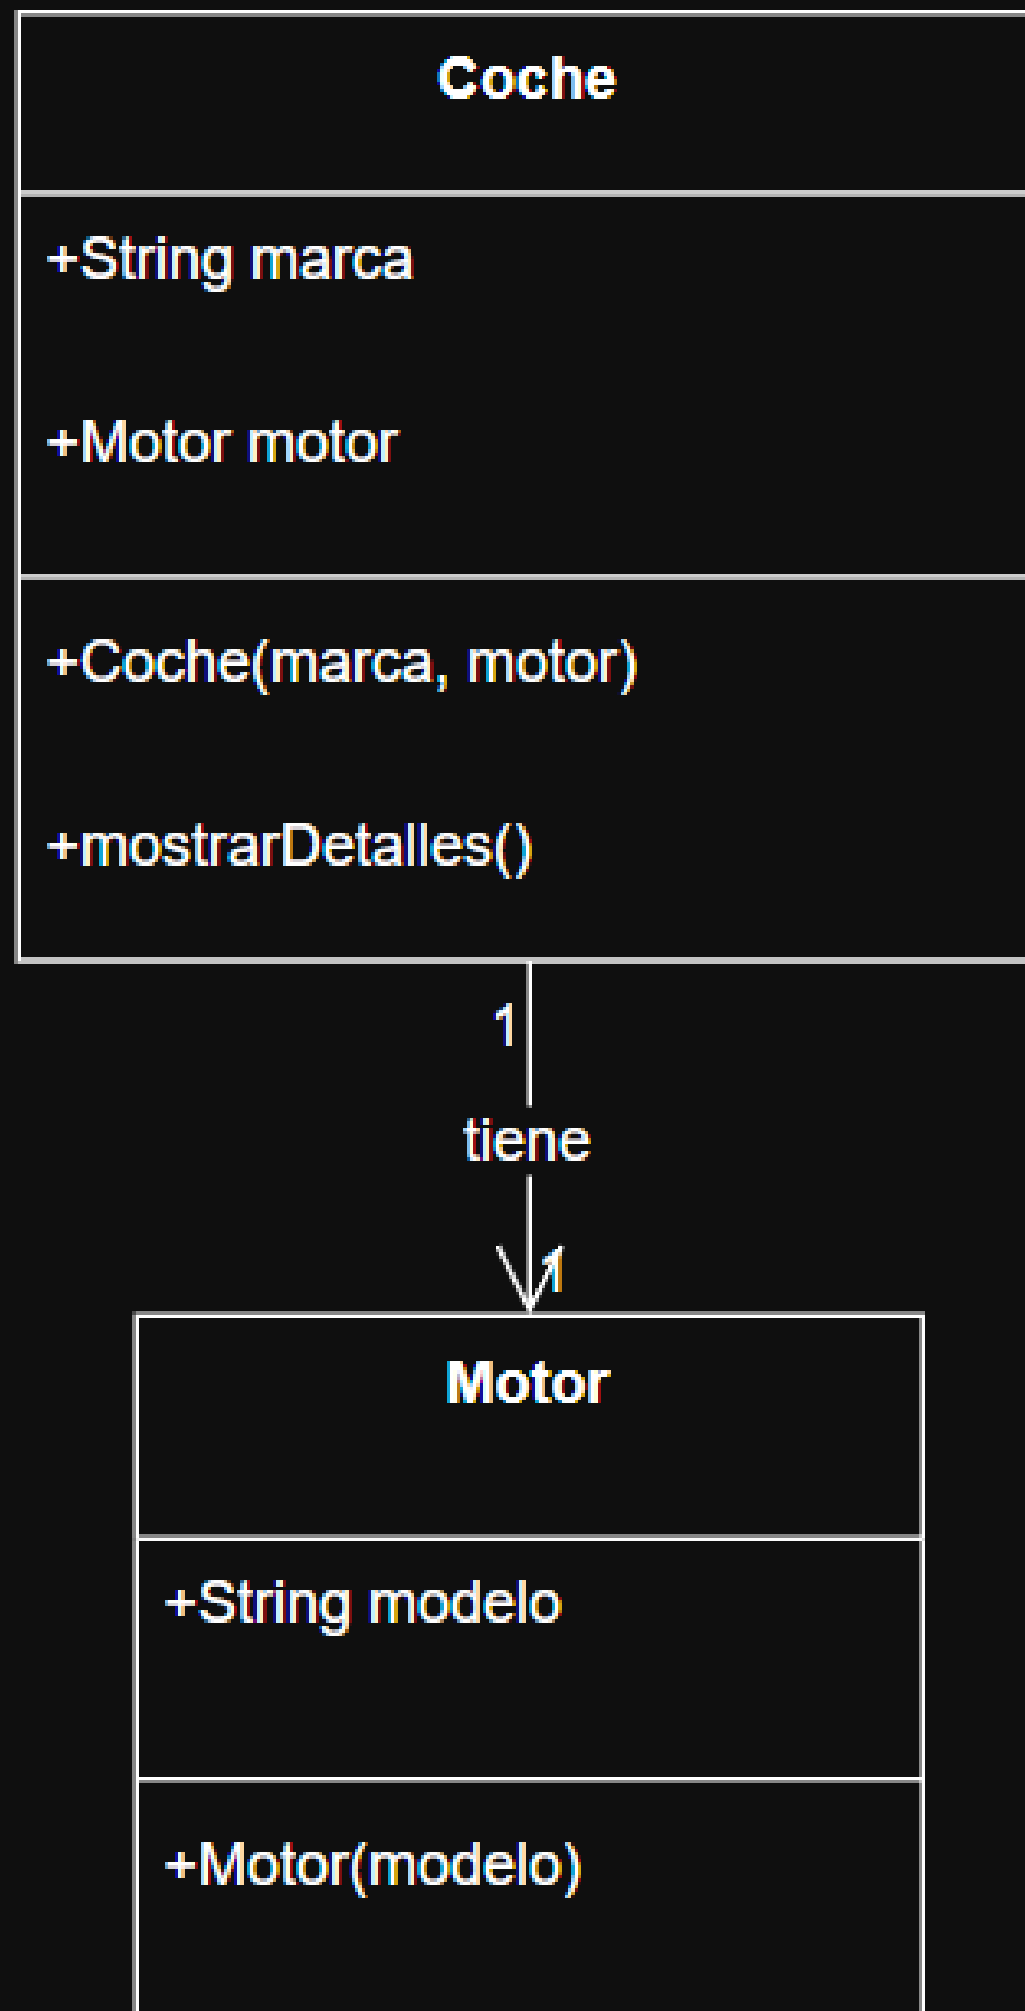 Coche
+String marca
+Motor motor
+Coche(marca, motor)
+mostrarDetalles()
1
tiene
1
Motor
+String modelo
+Motor(modelo)